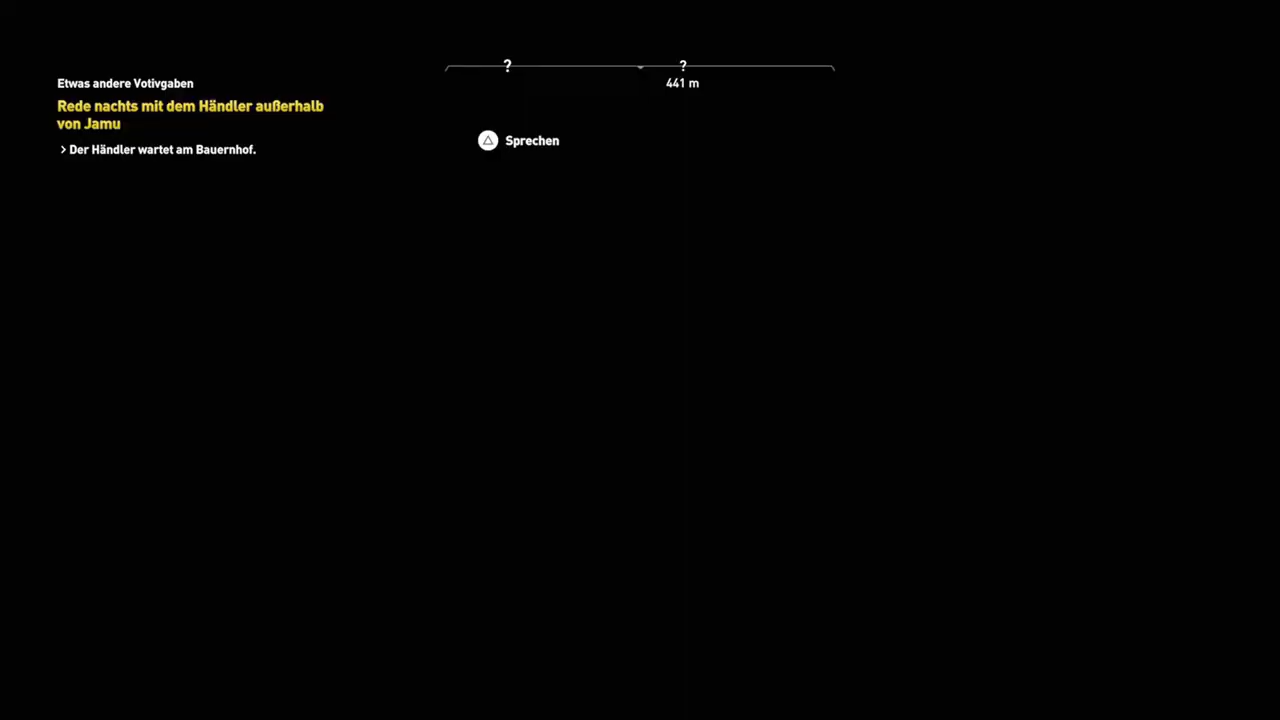 ?
?
Etwas andere Votivgaben
441 m
Rede nachts mit dem Händler außerhalb
von Jamu
Sprechen
> Der Händler wartet am Bauernhof.